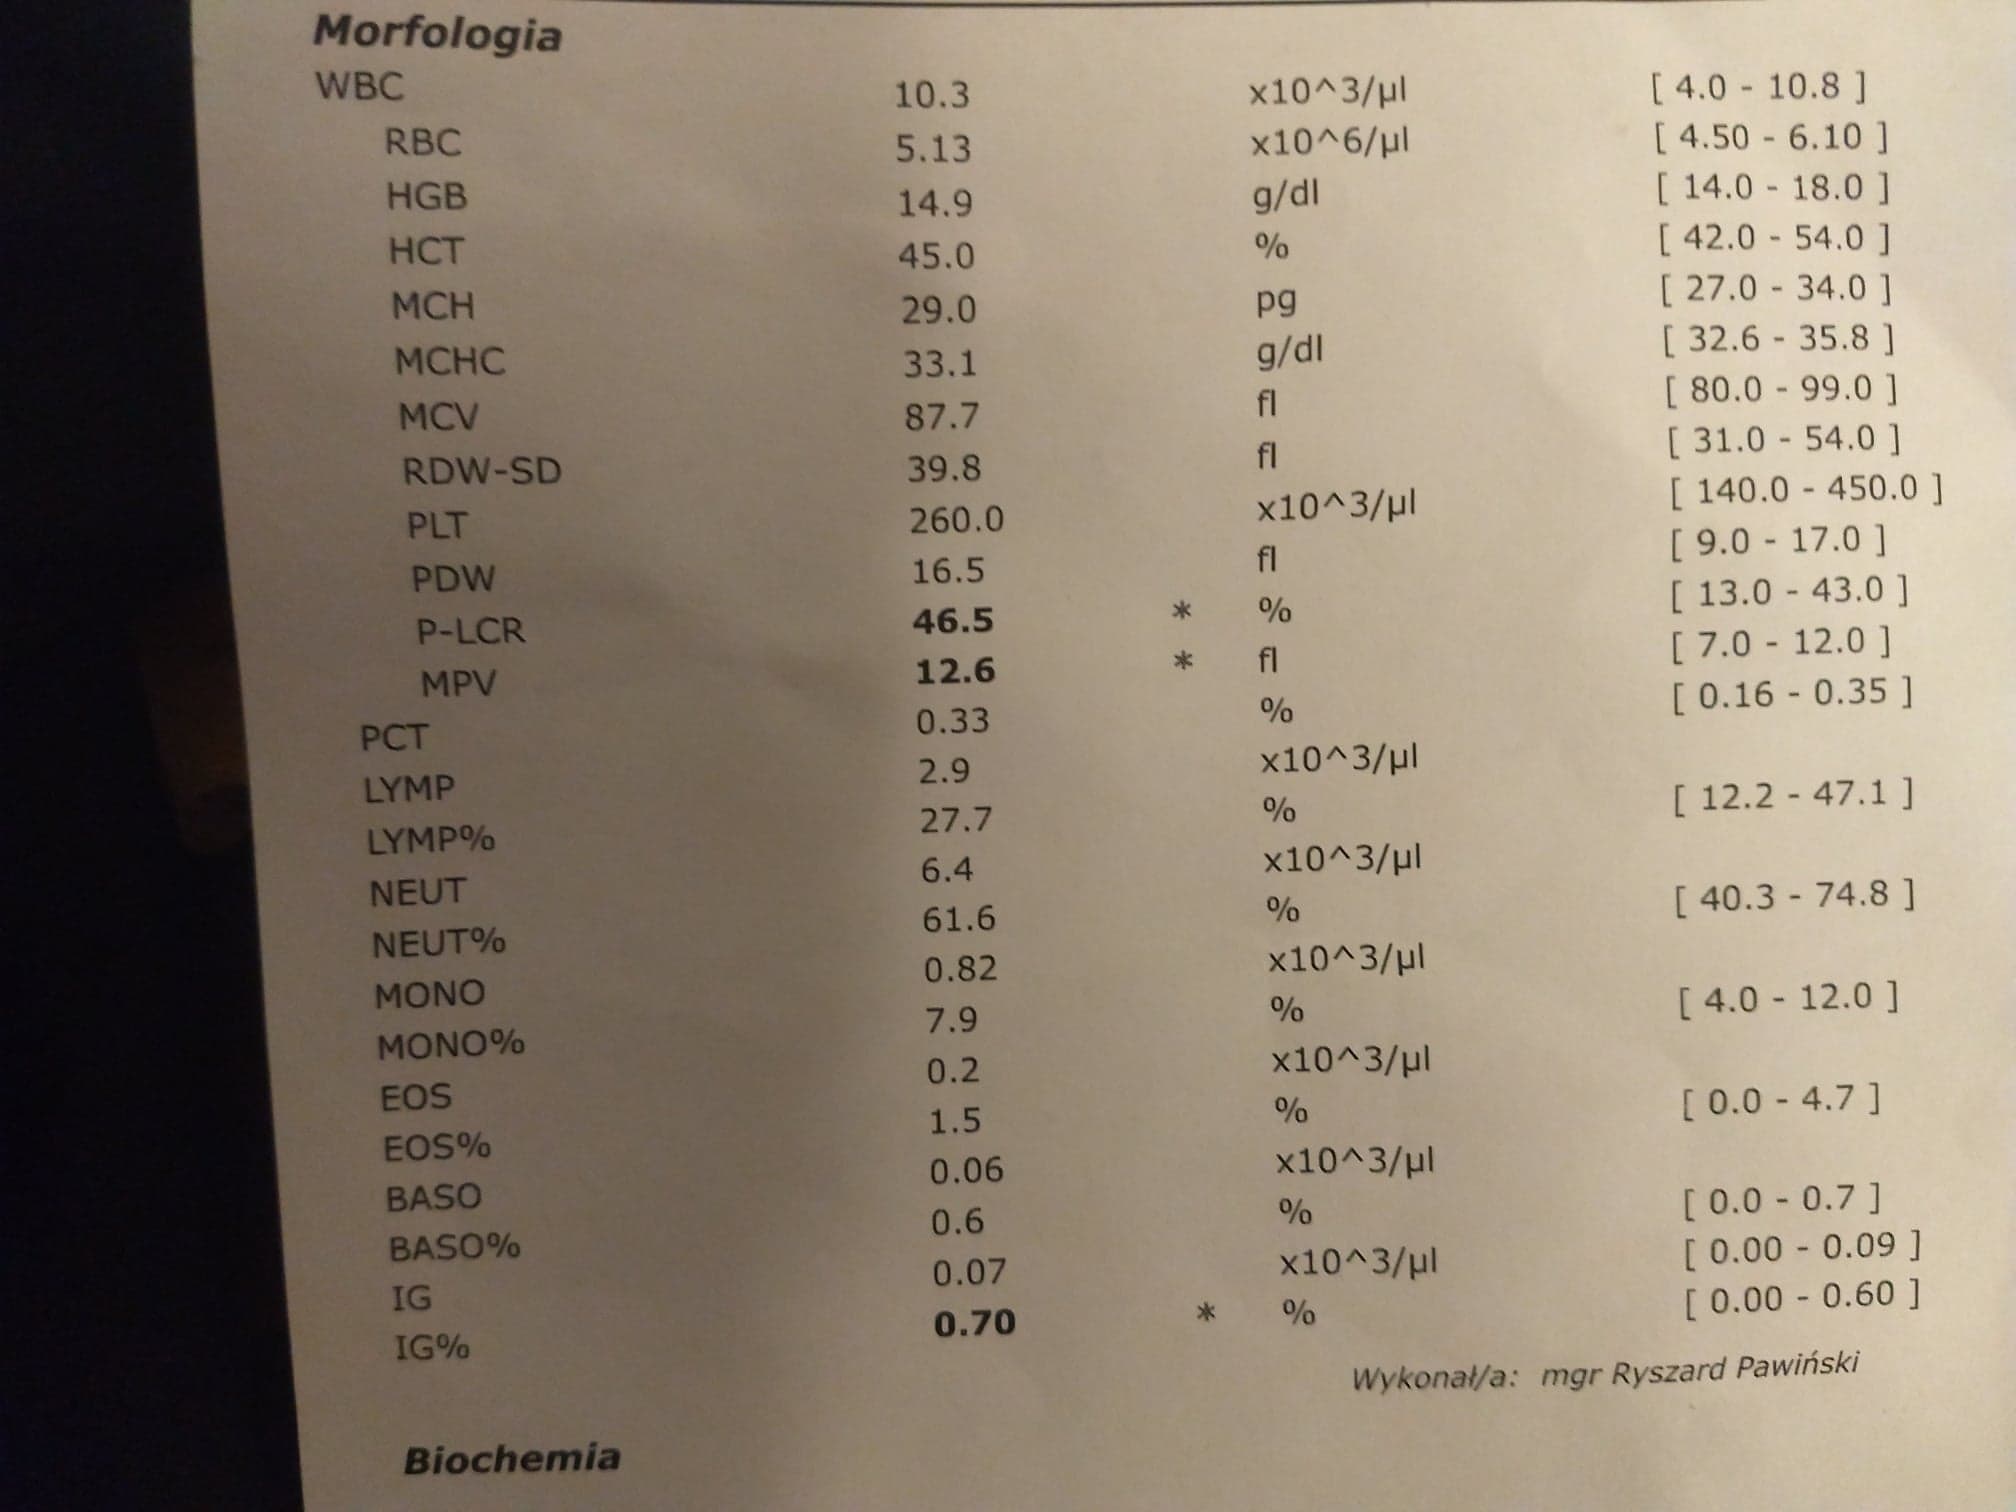 Morfologia
WBC 10.3 x10^3/µl [ 4.0 - 10.8 ]
RBC 5.13 x10^6/µl [ 4.50 - 6.10 ]
HGB 14.9 g/dl [ 14.0 - 18.0 ]
HCT 45.0 % [ 42.0 - 54.0 ]
MCH 29.0 pg [ 27.0 - 34.0 ]
MCHC 33.1 g/dl [ 32.6 - 35.8 ]
MCV 87.7 fl [ 80.0 - 99.0 ]
RDW-SD 39.8 fl [ 31.0 - 54.0 ]
PLT 260.0 x10^3/µl [ 140.0 - 450.0 ]
PDW 16.5 fl [ 9.0 - 17.0 ]
P-LCR 46.5 * % [ 13.0 - 43.0 ]
MPV 12.6 * fl [ 7.0 - 12.0 ]
PCT 0.33 % [ 0.16 - 0.35 ]
LYMP 2.9 x10^3/µl
LYMP% 27.7 % [ 12.2 - 47.1 ]
NEUT 6.4 x10^3/µl
NEUT% 61.6 % [ 40.3 - 74.8 ]
MONO 0.82 x10^3/µl
MONO% 7.9 % [ 4.0 - 12.0 ]
EOS 0.2 x10^3/µl
EOS% 1.5 % [ 0.0 - 4.7 ]
BASO 0.06 x10^3/µl
BASO% 0.6 % [ 0.0 - 0.7 ]
IG 0.07 x10^3/µl [ 0.00 - 0.09 ]
IG% 0.70 * % [ 0.00 - 0.60 ]
Wykonał/a: mgr Ryszard Pawiński
Biochemia